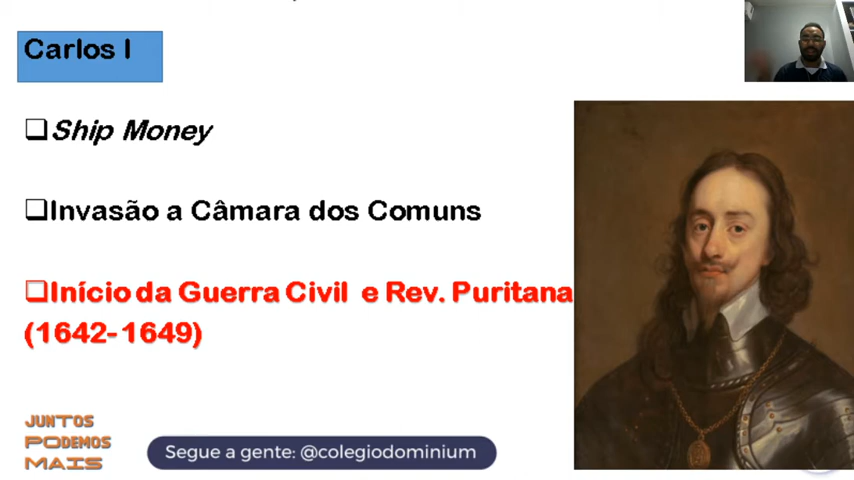 Carlos I
Ship Money
Invasão a Câmara dos Comuns
Início da Guerra Civil e Rev. Puritana
(1642-1649)
JUNTOS
PODEMOS
MAIS
Segue a gente: @colegiodominium